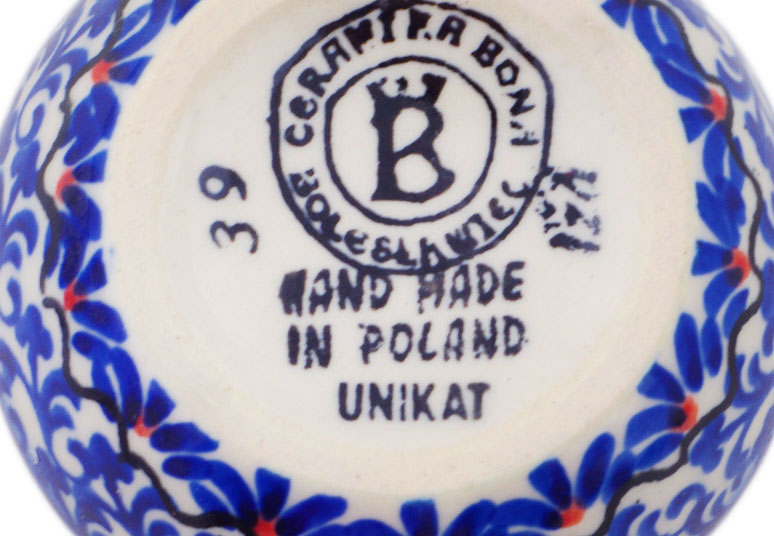 CERAMIKA BONA
B
BOLESŁAWIEC
39
HAND MADE
IN POLAND
UNIKAT